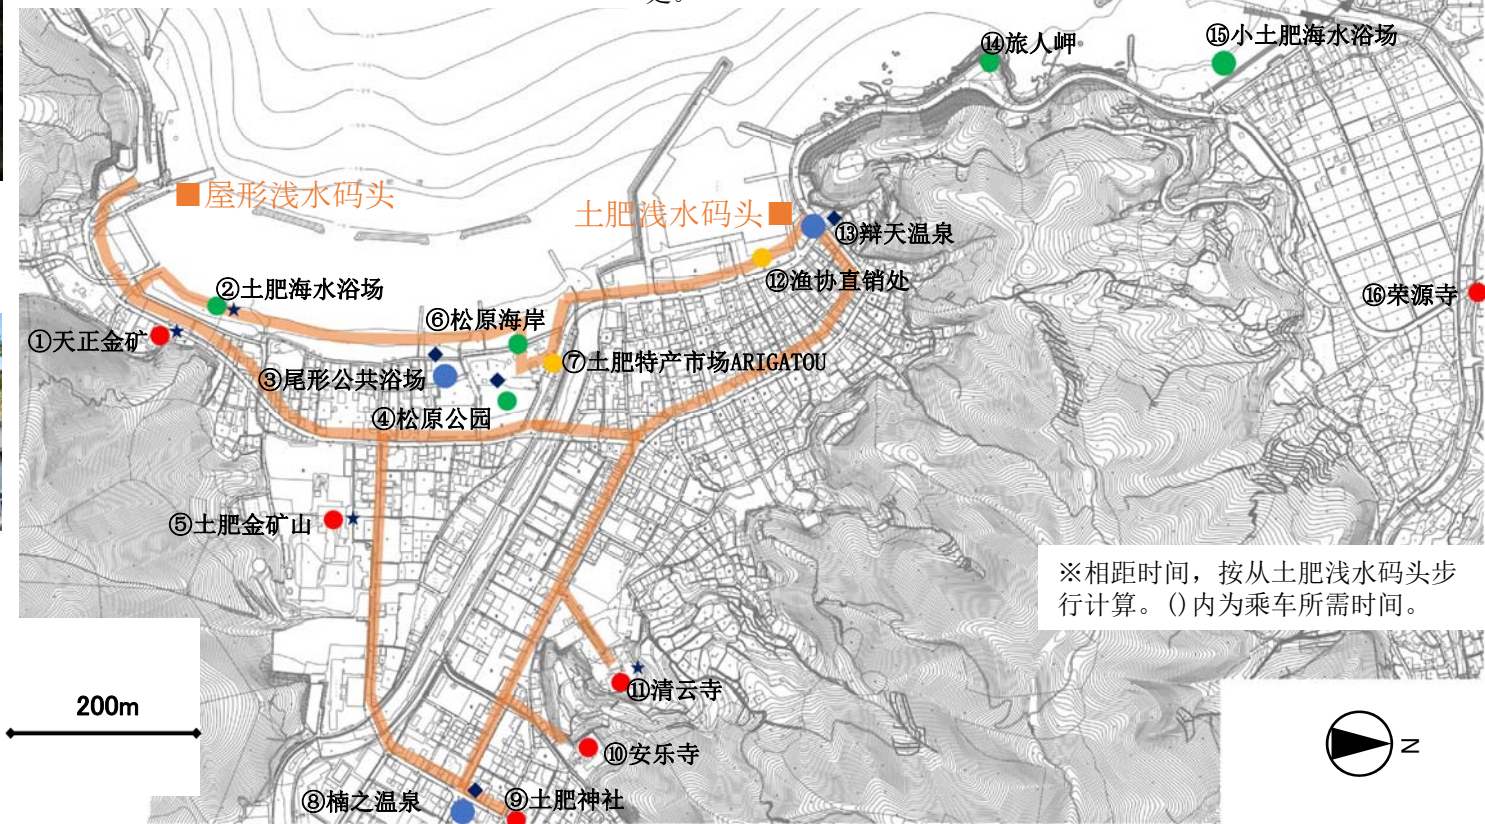 处。
⑭旅人岬
⑮小土肥海水浴场
■屋形浅水码头
土肥浅水码头■
⑬辩天温泉
⑫渔协直销处
②土肥海水浴场
⑯荣源寺
⑥松原海岸
①天正金矿
⑦土肥特产市场ARIGATOU
③尾形公共浴场
④松原公园
⑤土肥金矿山
※相距时间，按从土肥浅水码头步
行计算。()内为乘车所需时间。
⑪清云寺
200m
⑩安乐寺
N
⑧楠之温泉
⑨土肥神社